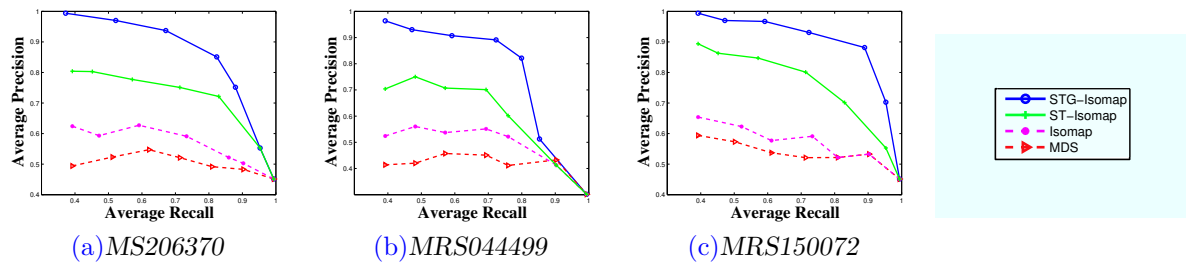 Average Precision
1
0.9
0.8
0.7
0.6
0.5
0.4
0.4 0.5 0.6 0.7 0.8 0.9 1
Average Recall
(a)MS206370
Average Precision
1
0.9
0.8
0.7
0.6
0.5
0.4
0.4 0.5 0.6 0.7 0.8 0.9 1
Average Recall
(b)MRS044499
Average Precision
1
0.9
0.8
0.7
0.6
0.5
0.4
0.4 0.5 0.6 0.7 0.8 0.9 1
Average Recall
(c)MRS150072
STG-Isomap
ST-Isomap
Isomap
MDS